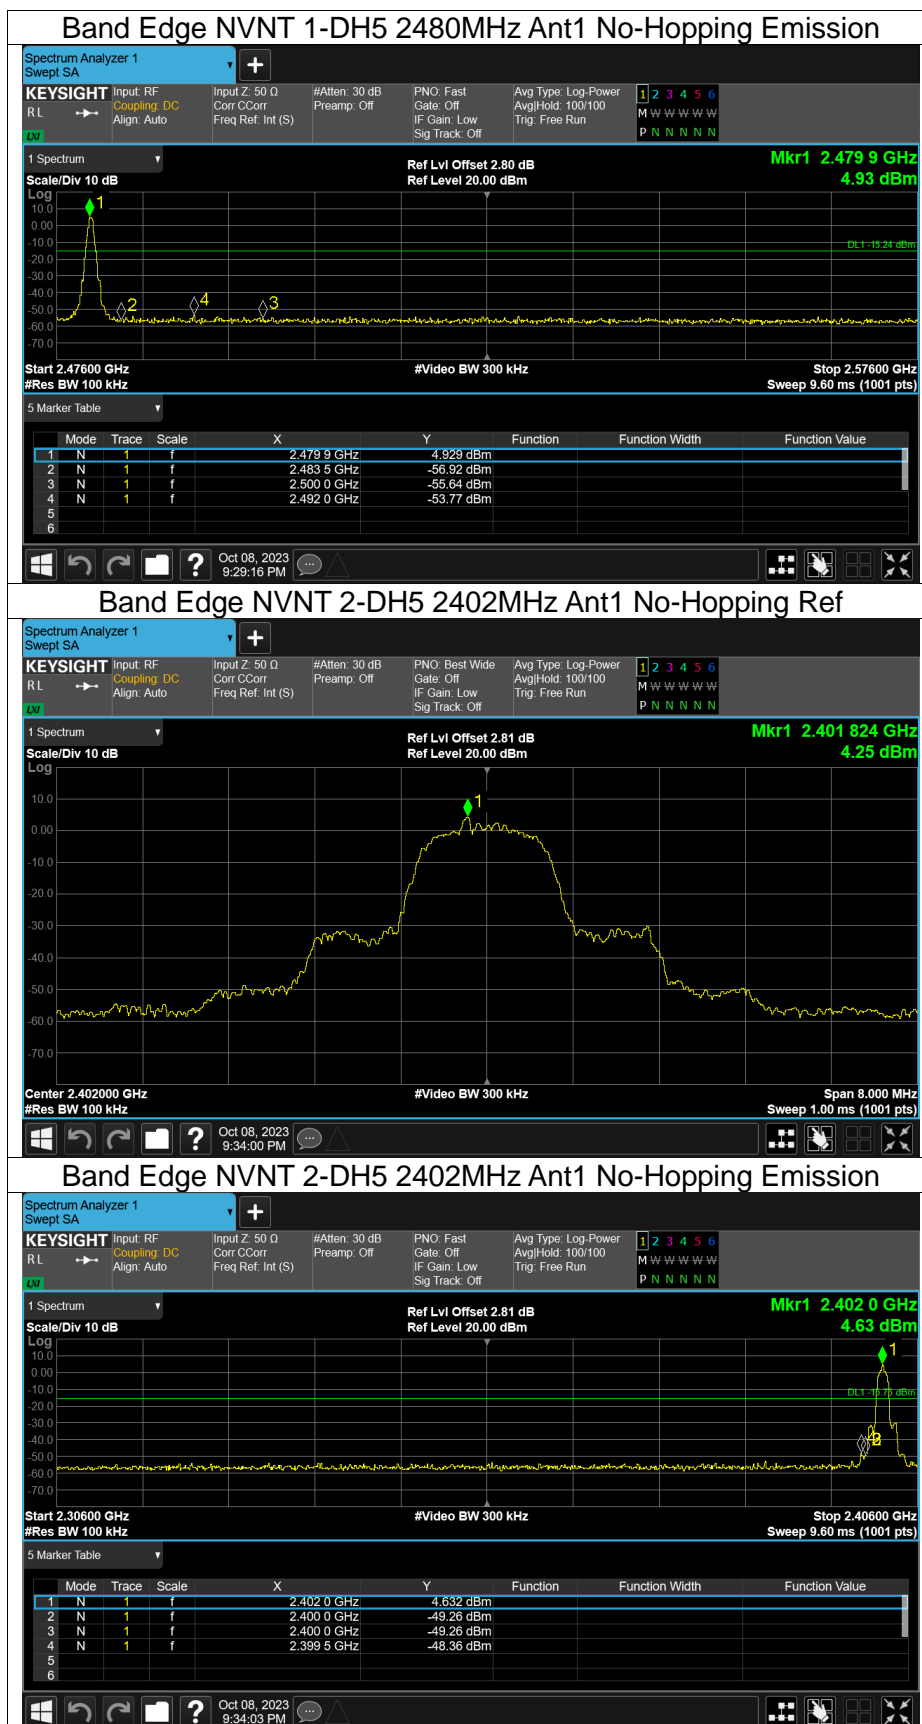 Band Edge NVNT 1-DH5 2480MHz Ant1 No-Hopping Emission
Spectrum Analyzer 1
Swept SA
+
KEYSIGHT Input: RF Input Z: 50 Ω #Atten: 30 dB PNO: Fast Avg Type: Log-Power 1 2 3 4 5 6
R L Coupling: DC Corr CCorr Preamp: Off Gate: Off Avg|Hold: 100/100 M W W W W W
Align: Auto Freq Ref: Int (S) IF Gain: Low Trig: Free Run
LXI Sig Track: Off P N N N N N
1 Spectrum Ref Lvl Offset 2.80 dB Mkr1 2.479 9 GHz
Scale/Div 10 dB Ref Level 20.00 dBm 4.93 dBm
Log
10.0 1
0.00
-10.0 DL1 -15.24 dBm
-20.0
-30.0
-40.0
-50.0 2 4 3
-60.0
-70.0
Start 2.47600 GHz #Video BW 300 kHz Stop 2.57600 GHz
#Res BW 100 kHz Sweep 9.60 ms (1001 pts)
5 Marker Table
Mode Trace Scale X Y Function Function Width Function Value
1 N 1 f 2.479 9 GHz 4.929 dBm
2 N 1 f 2.483 5 GHz -56.92 dBm
3 N 1 f 2.500 0 GHz -55.64 dBm
4 N 1 f 2.492 0 GHz -53.77 dBm
5
6
? Oct 08, 2023
9:29:16 PM
Band Edge NVNT 2-DH5 2402MHz Ant1 No-Hopping Ref
Spectrum Analyzer 1
Swept SA
+
KEYSIGHT Input: RF Input Z: 50 Ω #Atten: 30 dB PNO: Best Wide Avg Type: Log-Power 1 2 3 4 5 6
R L Coupling: DC Corr CCorr Preamp: Off Gate: Off Avg|Hold: 100/100 M W W W W W
Align: Auto Freq Ref: Int (S) IF Gain: Low Trig: Free Run
LXI Sig Track: Off P N N N N N
1 Spectrum Ref Lvl Offset 2.81 dB Mkr1 2.401 824 GHz
Scale/Div 10 dB Ref Level 20.00 dBm 4.25 dBm
Log
10.0 1
0.00
-10.0
-20.0
-30.0
-40.0
-50.0
-60.0
-70.0
Center 2.402000 GHz #Video BW 300 kHz Span 8.000 MHz
#Res BW 100 kHz Sweep 1.00 ms (1001 pts)
? Oct 08, 2023
9:34:00 PM
Band Edge NVNT 2-DH5 2402MHz Ant1 No-Hopping Emission
Spectrum Analyzer 1
Swept SA
+
KEYSIGHT Input: RF Input Z: 50 Ω #Atten: 30 dB PNO: Fast Avg Type: Log-Power 1 2 3 4 5 6
R L Coupling: DC Corr CCorr Preamp: Off Gate: Off Avg|Hold: 100/100 M W W W W W
Align: Auto Freq Ref: Int (S) IF Gain: Low Trig: Free Run
LXI Sig Track: Off P N N N N N
1 Spectrum Ref Lvl Offset 2.81 dB Mkr1 2.402 0 GHz
Scale/Div 10 dB Ref Level 20.00 dBm 4.63 dBm
Log
10.0 1
0.00
-10.0 DL1 -15.75 dBm
-20.0
-30.0
-40.0 2
-50.0
-60.0
-70.0
Start 2.30600 GHz #Video BW 300 kHz Stop 2.40600 GHz
#Res BW 100 kHz Sweep 9.60 ms (1001 pts)
5 Marker Table
Mode Trace Scale X Y Function Function Width Function Value
1 N 1 f 2.402 0 GHz 4.632 dBm
2 N 1 f 2.400 0 GHz -49.26 dBm
3 N 1 f 2.400 0 GHz -49.26 dBm
4 N 1 f 2.399 5 GHz -48.36 dBm
5
6
? Oct 08, 2023
9:34:03 PM